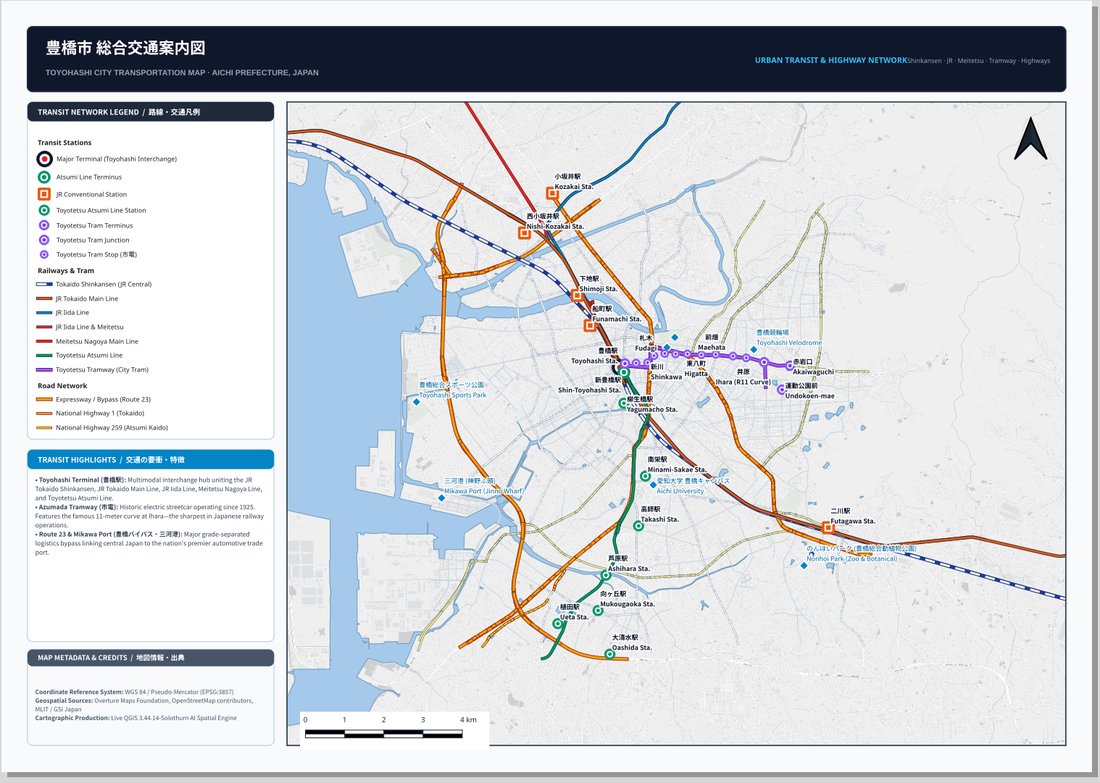 豊橋市 総合交通案内図
TOYOHASHI CITY TRANSPORTATION MAP · AICHI PREFECTURE, JAPAN
URBAN TRANSIT & HIGHWAY NETWORK
Shinkansen · JR · Meitetsu · Tramway · Highways
TRANSIT NETWORK LEGEND / 路線・交通凡例
Transit Stations
Major Terminal (Toyohashi Interchange)
Atsumi Line Terminus
JR Conventional Station
Toyotetsu Atsumi Line Station
Toyotetsu Tram Terminus
Toyotetsu Tram Junction
Toyotetsu Tram Stop (市電)
Railways & Tram
Tokaido Shinkansen (JR Central)
JR Tokaido Main Line
JR Iida Line
JR Iida Line & Meitetsu
Meitetsu Nagoya Main Line
Toyotetsu Atsumi Line
Toyotetsu Tramway (City Tram)
Road Network
Expressway / Bypass (Route 23)
National Highway 1 (Tokaido)
National Highway 259 (Atsumi Kaido)
TRANSIT HIGHLIGHTS / 交通の要衝・特徴
• Toyohashi Terminal (豊橋駅): Multimodal interchange hub uniting the JR
Tokaido Shinkansen, JR Tokaido Main Line, JR Iida Line, Meitetsu Nagoya Line,
and Toyotetsu Atsumi Line.
• Azumada Tramway (市電): Historic electric streetcar operating since 1925.
Features the famous 11-meter curve at Ihara—the sharpest in Japanese railway
operations.
• Route 23 & Mikawa Port (豊橋バイパス・三河港): Major grade-separated
logistics bypass linking central Japan to the nation's premier automotive trade
port.
MAP METADATA & CREDITS / 地図情報・出典
Coordinate Reference System: WGS 84 / Pseudo-Mercator (EPSG:3857)
Geospatial Sources: Overture Maps Foundation, OpenStreetMap contributors,
MLIT / GSI Japan
Cartographic Production: Live QGIS 3.44.14-Solothurn AI Spatial Engine
小坂井駅
Kozakai Sta.
西小坂井駅
Nishi-Kozakai Sta.
下地駅
Shimoji Sta.
船町駅
Funamachi Sta.
札木
Fudagi
前畑
Maehata
豊橋競輪場
Toyohashi Velodrome
豊橋駅
Toyohashi Sta.
新川
Shinkawa
東八町
Higatta
井原
Ihara (R11 Curve)
赤岩口
Akaiwaguchi
運動公園前
Undokoen-mae
新豊橋駅
Shin-Toyohashi Sta.
柳生橋駅
Yagyumacho Sta.
豊橋総合スポーツ公園
Toyohashi Sports Park
南栄駅
Minami-Sakae Sta.
愛知大学 豊橋キャンパス
Aichi University
三河港 (神野ふ頭)
Mikawa Port (Jinno Wharf)
高師駅
Takashi Sta.
二川駅
Futagawa Sta.
のんほいパーク (豊橋総合動植物公園)
Nonhoi Park (Zoo & Botanical)
芦原駅
Ashihara Sta.
向ヶ丘駅
Mukougaoka Sta.
植田駅
Ueta Sta.
大清水駅
Oashida Sta.
0 1 2 3 4 km